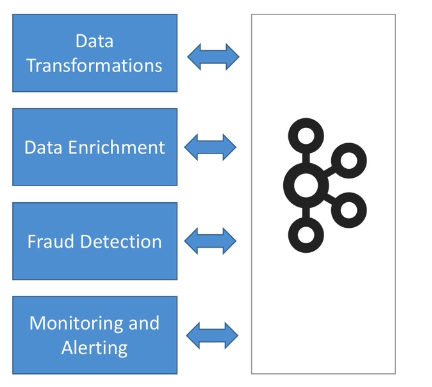 Data
Transformations
Data Enrichment
Fraud Detection
Monitoring and
Alerting